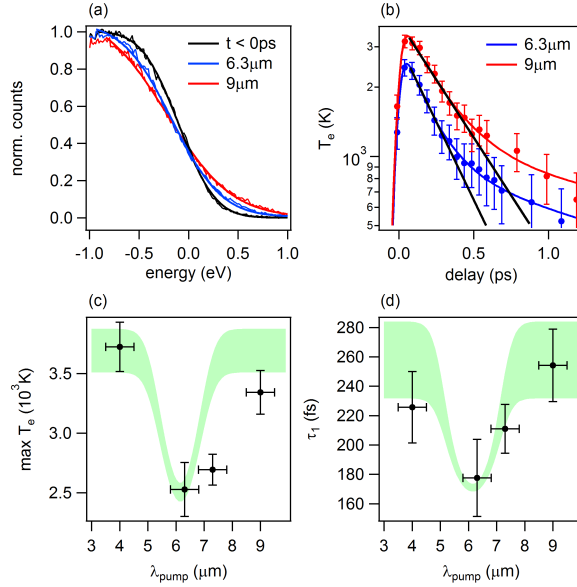 (a)
norm. counts
1.0
0.8
0.6
0.4
0.2
0.0
t < 0ps
6.3μm
9μm
-1.0 -0.5 0.0 0.5 1.0
energy (eV)
(b)
Te (K)
3
2
10³
9
8
7
6
5
6.3μm
9μm
0.0 0.5 1.0
delay (ps)
(c)
max Te (10³K)
3.5
3.0
2.5
3 4 5 6 7 8 9
λpump (μm)
(d)
τ1 (fs)
280
260
240
220
200
180
160
3 4 5 6 7 8 9
λpump (μm)